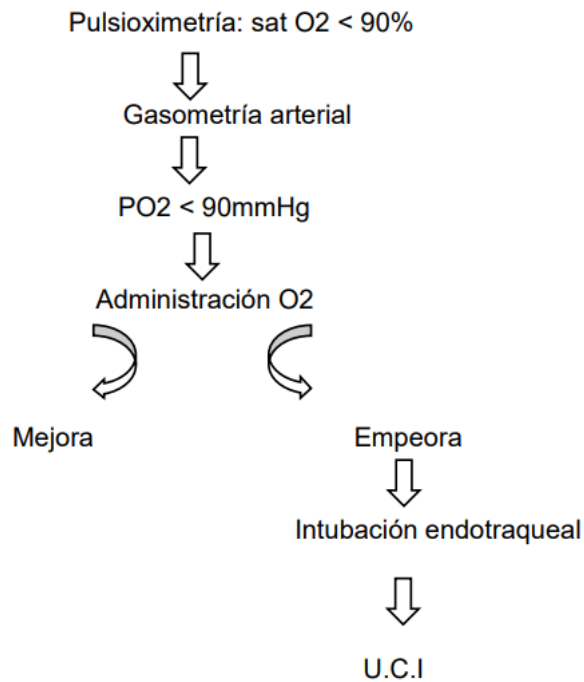 Pulsioximetría: sat O2 < 90%
Gasometría arterial
PO2 < 90mmHg
Administración O2
Mejora
Empeora
Intubación endotraqueal
U.C.I